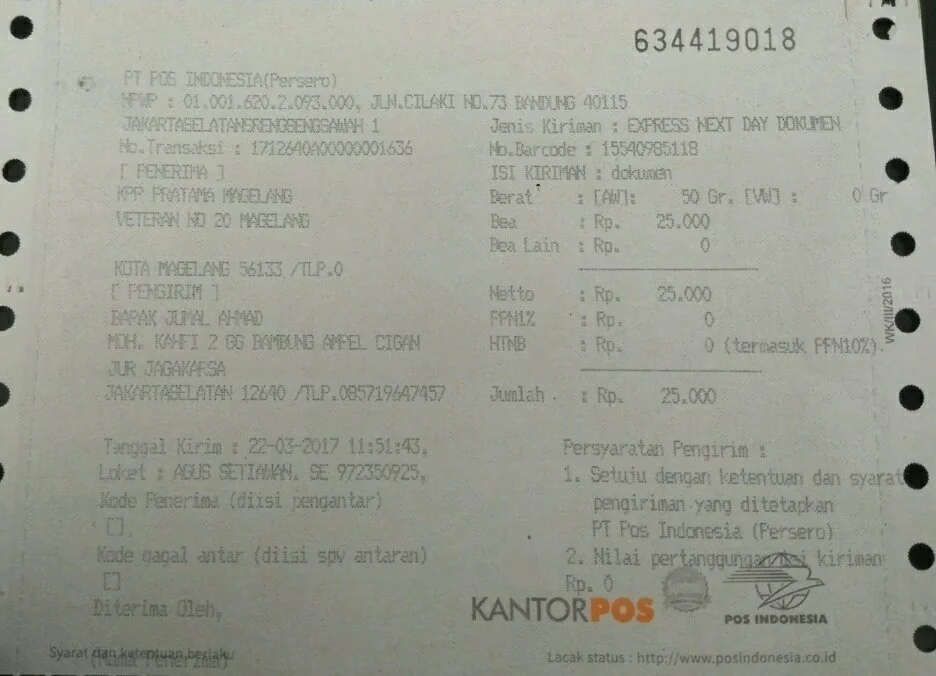 634419018
PT POS INDONESIA(Persero)
NPWP : 01.001.620.2.093.000, JLN.CILAKI NO.73 BANDUNG 40115
JAKARTASELATANSRENGSENGSAWAH 1
No.Transaksi : 1712640A00000001636
[ PENERIMA ]
KPP PRATAMA MAGELANG
VETERAN NO 20 MAGELANG
KOTA MAGELANG 56133 /TLP.0
[ PENGIRIM ]
BAPAK JUMAL AHMAD
MOH. KAHFI 2 GG BAMBUNG AMPEL CIGAN
JUR JAGAKARSA
JAKARTASELATAN 12640 /TLP.085719647457
Jenis Kiriman : EXPRESS NEXT DAY DOKUMEN
No.Barcode : 15540985118
ISI KIRIMAN : dokumen
Berat : [AW]: 50 Gr. [VW] : 0 Gr
Bea : Rp. 25.000
Bea Lain : Rp. 0
Netto : Rp. 25.000
PPN1% : Rp. 0
HTNB : Rp. 0 (termasuk PPN10%).
Jumlah : Rp. 25.000
WK/III/2016
Tanggal Kirim : 22-03-2017 11:51:43,
Loket : AGUS SETIAWAN, SE 972350925,
Kode Penerima (diisi pengantar)
[].
Kode gagal antar (diisi spv antaran)
[]
Diterima Oleh,
(Nama Penerima)
Syarat dan ketentuan berlaku
Persyaratan Pengirim :
1. Setuju dengan ketentuan dan syarat
pengiriman yang ditetapkan
PT Pos Indonesia (Persero)
2. Nilai pertanggungan isi kiriman
Rp. 0
KANTORPOS
POS INDONESIA
Lacak status : http://www.posindonesia.co.id